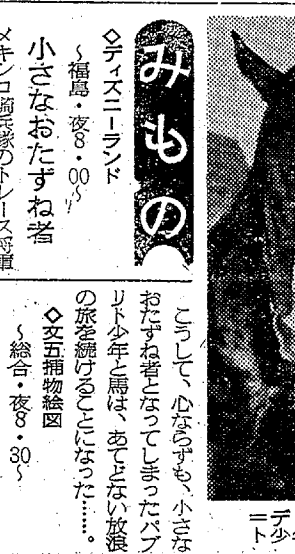 みもの
◇ディズニーランド
〜福島・夜8・00〜
小さなおたずね者
メキシコ騎兵隊のトレース将軍
こうして、心ならずも、小さな
おたずね者となってしまったパブ
リト少年と馬は、あてどない放浪
の旅を続けることになった……。
◇文五捕物絵図
〜総合・夜8・30〜